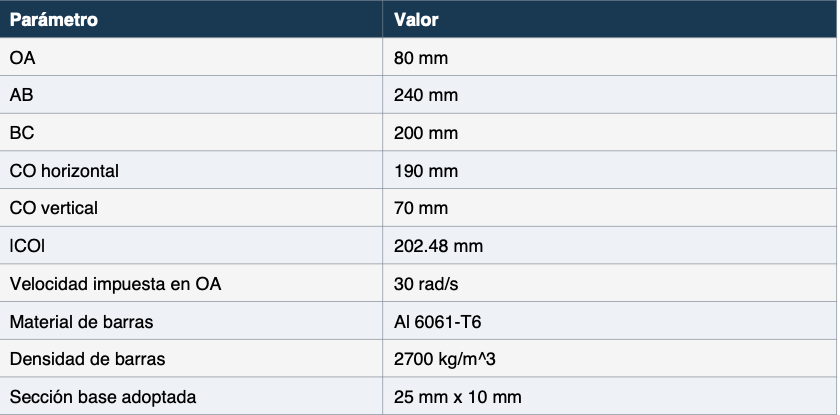 Parámetro Valor
OA 80 mm
AB 240 mm
BC 200 mm
CO horizontal 190 mm
CO vertical 70 mm
|CO| 202.48 mm
Velocidad impuesta en OA 30 rad/s
Material de barras Al 6061-T6
Densidad de barras 2700 kg/m^3
Sección base adoptada 25 mm x 10 mm